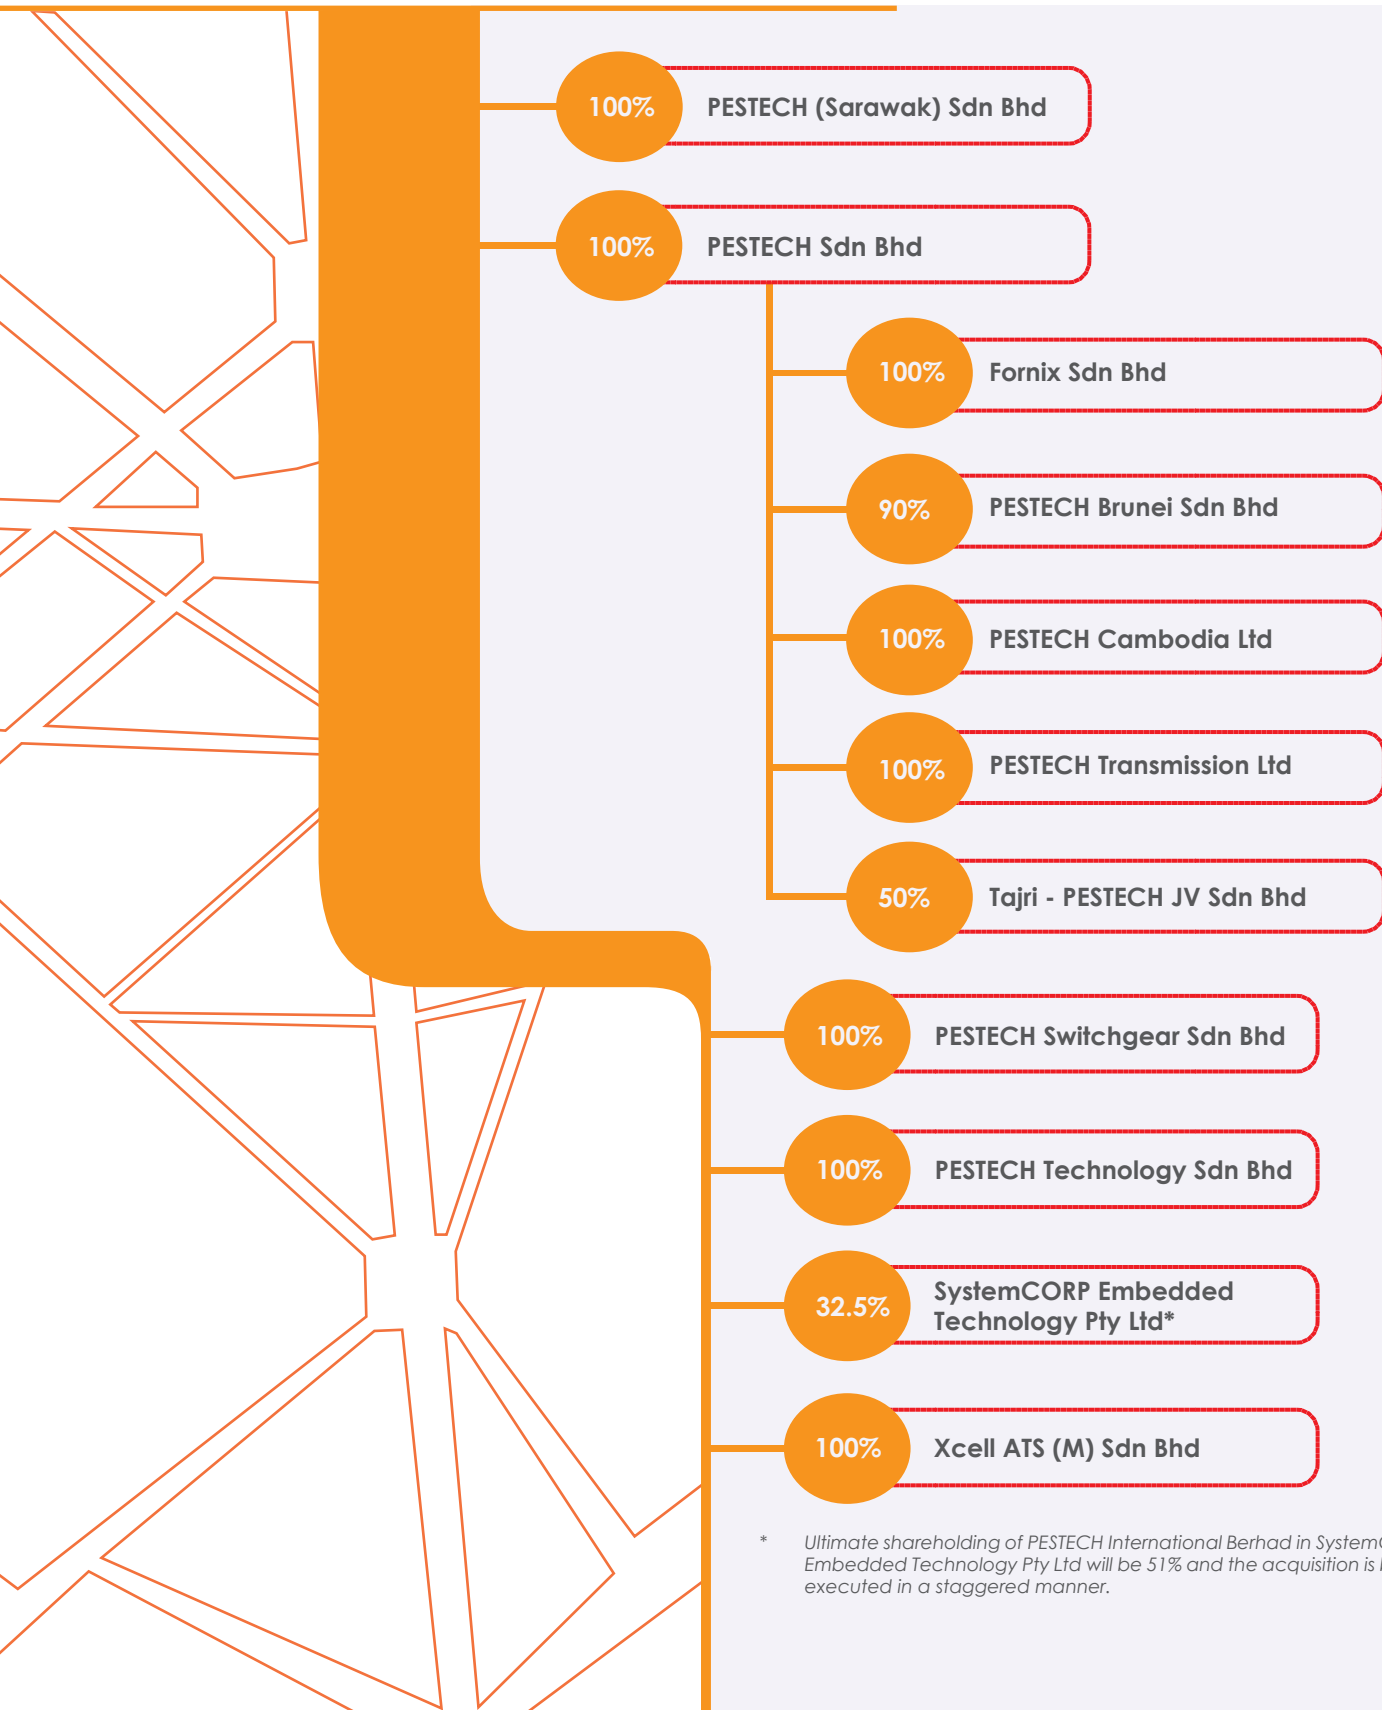 100% PESTECH (Sarawak) Sdn Bhd
100% PESTECH Sdn Bhd
100% Fornix Sdn Bhd
90% PESTECH Brunei Sdn Bhd
100% PESTECH Cambodia Ltd
100% PESTECH Transmission Ltd
50% Tajri - PESTECH JV Sdn Bhd
100% PESTECH Switchgear Sdn Bhd
100% PESTECH Technology Sdn Bhd
32.5% SystemCORP Embedded
Technology Pty Ltd*
100% Xcell ATS (M) Sdn Bhd
* Ultimate shareholding of PESTECH International Berhad in
Embedded Technology Pty Ltd will be 51% and the acquisition is
executed in a staggered manner.